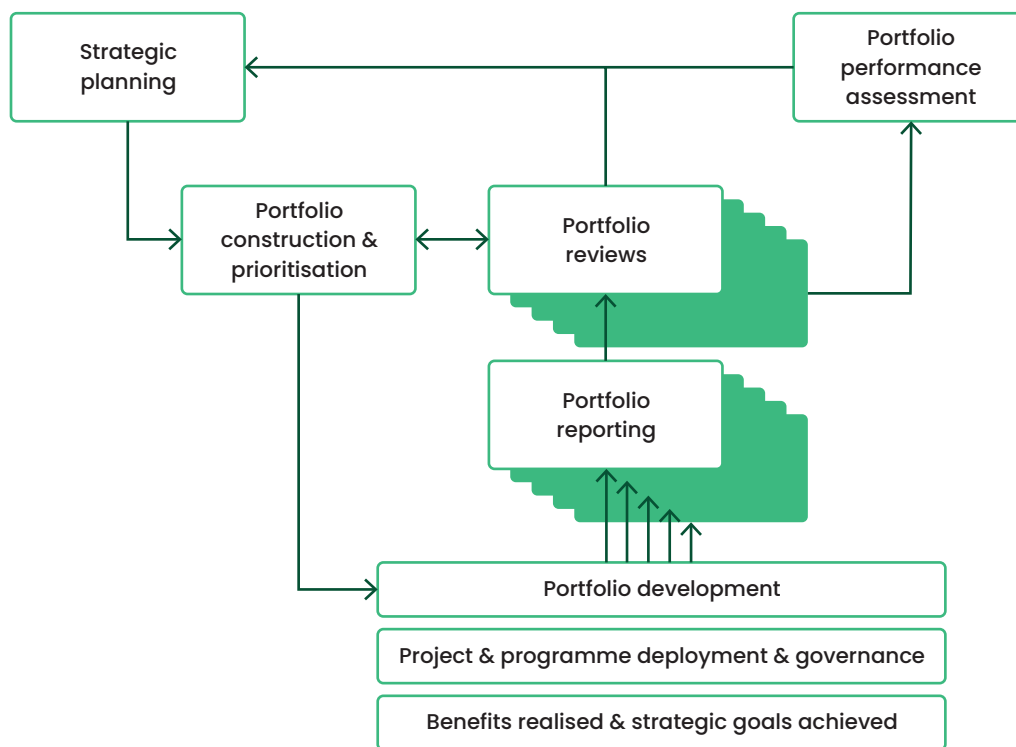 Strategic
planning
Portfolio
performance
assessment
Portfolio
construction &
prioritisation
Portfolio
reviews
Portfolio
reporting
Portfolio development
Project & programme deployment & governance
Benefits realised & strategic goals achieved